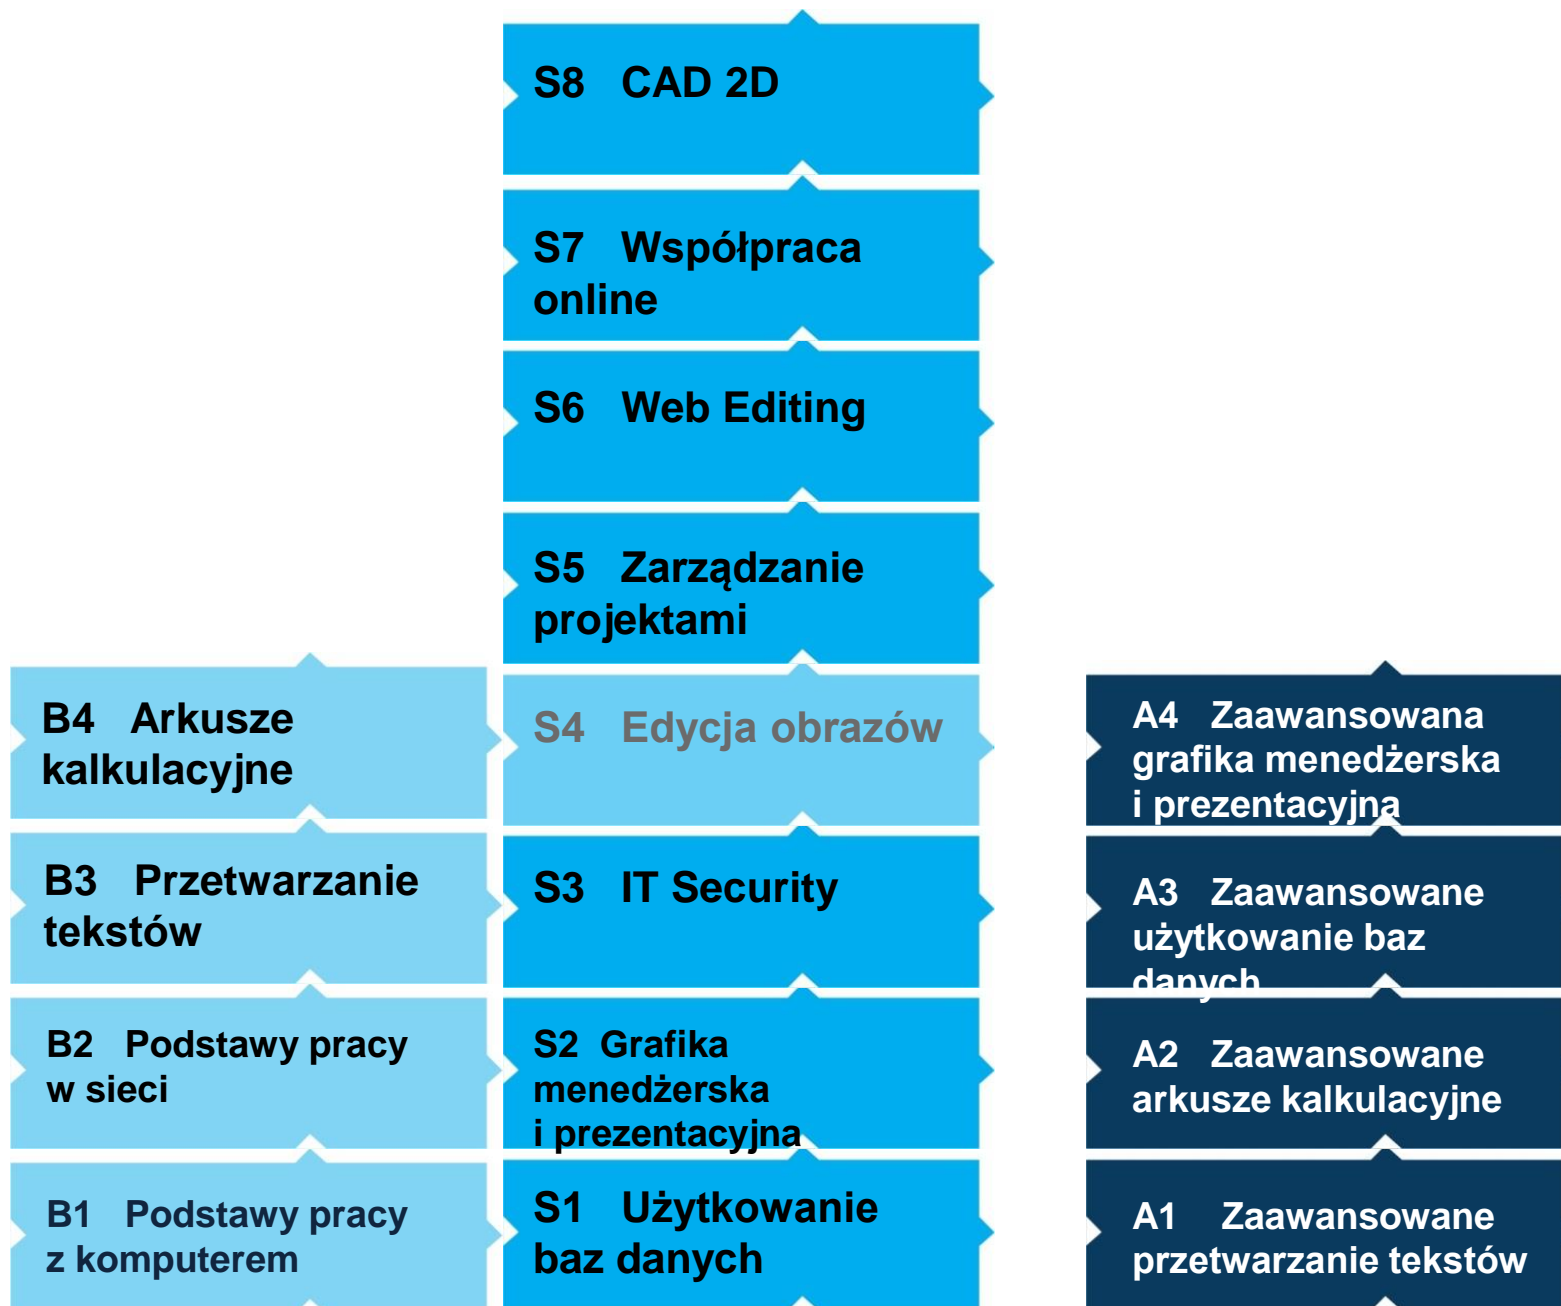 S8 CAD 2D
S7 Współpraca
online
S6 Web Editing
S5 Zarządzanie
projektami
B4 Arkusze
kalkulacyjne
S4 Edycja obrazów
A4 Zaawansowana
grafika menedżerska
i prezentacyjna
B3 Przetwarzanie
tekstów
S3 IT Security
A3 Zaawansowane
użytkowanie baz
danych
B2 Podstawy pracy
w sieci
S2 Grafika
menedżerska
i prezentacyjna
A2 Zaawansowane
arkusze kalkulacyjne
B1 Podstawy pracy
z komputerem
S1 Użytkowanie
baz danych
A1 Zaawansowane
przetwarzanie tekstów